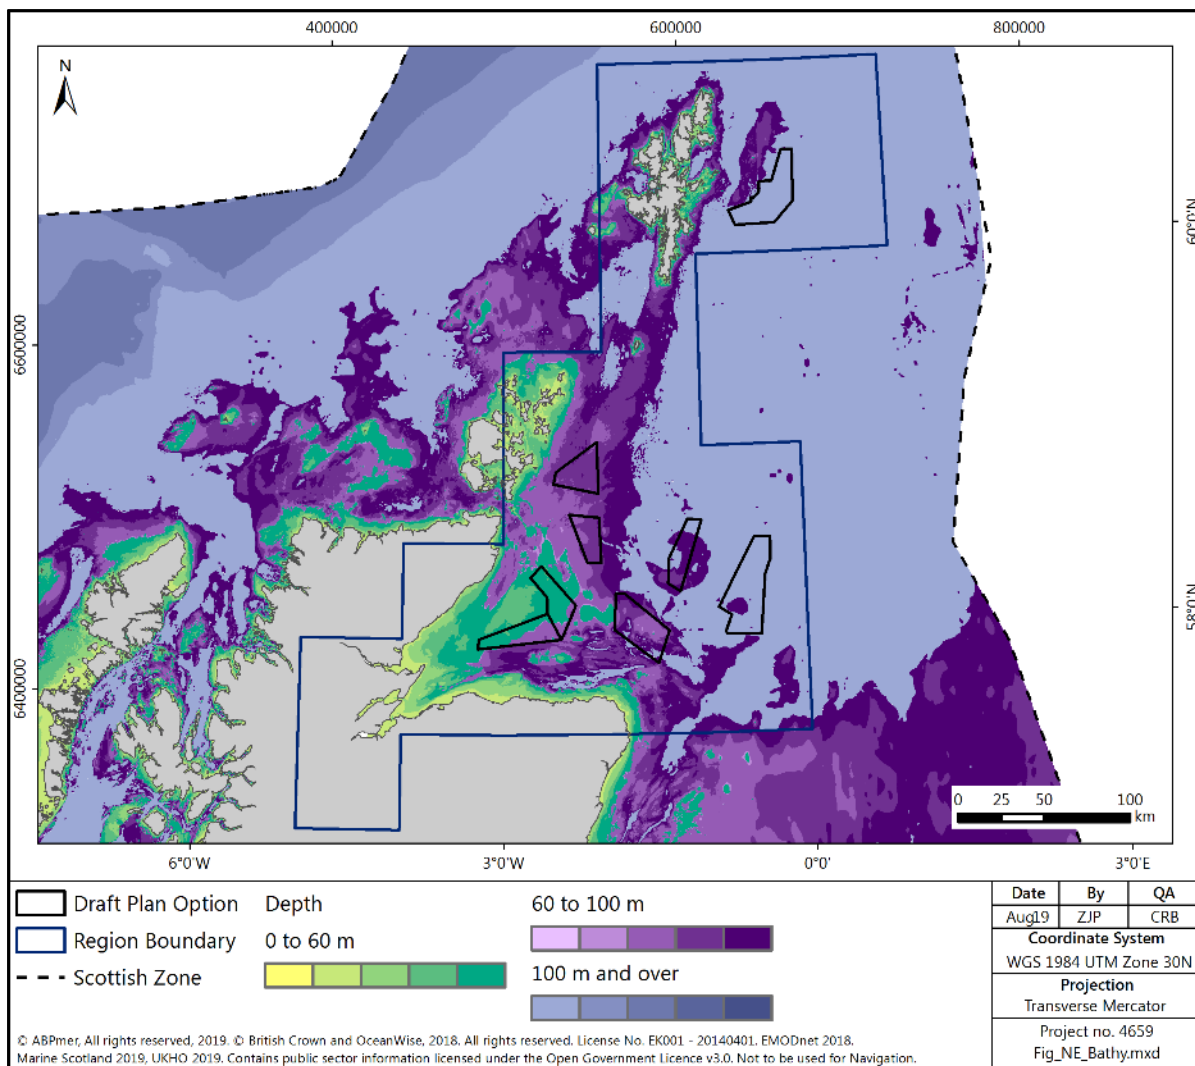 400000 600000 800000
N
60°0'N
6600000
58°0'N
6400000
0 25 50 100
km
6°0'W 3°0'W 0°0' 3°0'E
Draft Plan Option
Region Boundary
Scottish Zone
Depth
0 to 60 m
60 to 100 m
100 m and over
Date By QA
Aug19 ZJP CRB
Coordinate System
WGS 1984 UTM Zone 30N
Projection
Transverse Mercator
Project no. 4659
Fig_NE_Bathy.mxd
© ABPmer, All rights reserved, 2019. © British Crown and OceanWise, 2018. All rights reserved. License No. EK001 - 20140401. EMODnet 2018.
Marine Scotland 2019, UKHO 2019. Contains public sector information licensed under the Open Government Licence v3.0. Not to be used for Navigation.